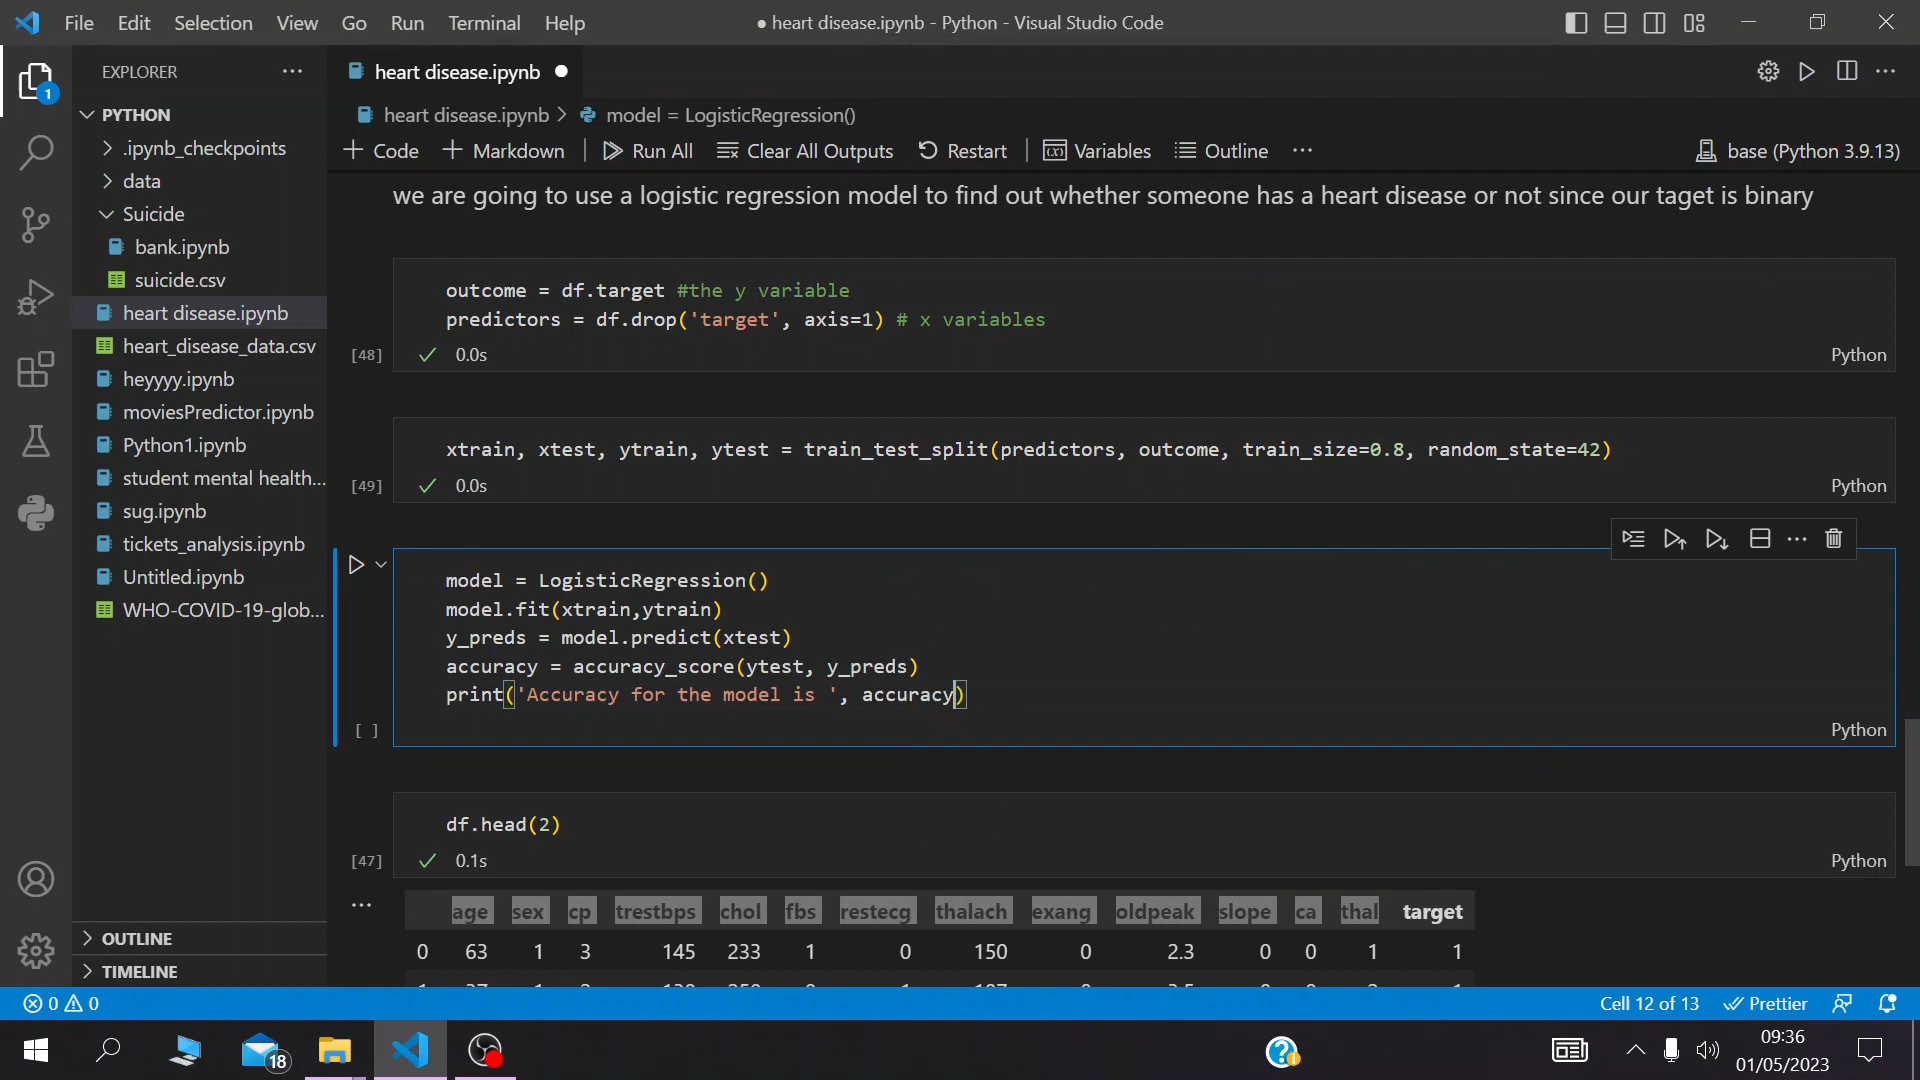 File Edit Selection View Go Run Terminal Help
● heart disease.ipynb - Python - Visual Studio Code
EXPLORER
1
PYTHON
.ipynb_checkpoints
data
Suicide
bank.ipynb
suicide.csv
heart disease.ipynb
heart_disease_data.csv
heyyyy.ipynb
moviesPredictor.ipynb
Python1.ipynb
student mental health...
sug.ipynb
tickets_analysis.ipynb
Untitled.ipynb
WHO-COVID-19-glob...
OUTLINE
TIMELINE
heart disease.ipynb
heart disease.ipynb > model = LogisticRegression()
+ Code + Markdown Run All Clear All Outputs Restart Variables Outline ··· base (Python 3.9.13)
we are going to use a logistic regression model to find out whether someone has a heart disease or not since our taget is binary
outcome = df.target #the y variable
predictors = df.drop('target', axis=1) # x variables
[48] 0.0s Python
xtrain, xtest, ytrain, ytest = train_test_split(predictors, outcome, train_size=0.8, random_state=42)
[49] 0.0s Python
model = LogisticRegression()
model.fit(xtrain,ytrain)
y_preds = model.predict(xtest)
accuracy = accuracy_score(ytest, y_preds)
print('Accuracy for the model is ', accuracy)
[ ] Python
df.head(2)
[47] 0.1s Python
age sex cp trestbps chol fbs restecg thalach exang oldpeak slope ca thal target
0 63 1 3 145 233 1 0 150 0 2.3 0 0 1 1
0 0 Cell 12 of 13 Prettier
18 09:36
01/05/2023